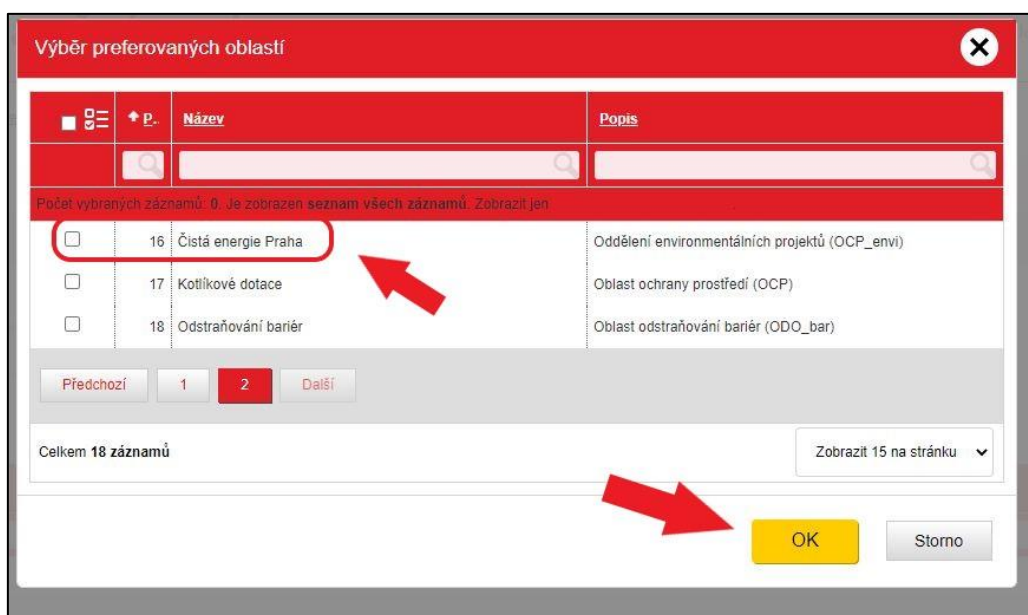 Výběr preferovaných oblastí
P.. Název Popis
Počet vybraných záznamů: 0. Je zobrazen seznam všech záznamů. Zobrazit jen
16 Čistá energie Praha Oddělení environmentálních projektů (OCP_envi)
17 Kotlíkové dotace Oblast ochrany prostředí (OCP)
18 Odstraňování bariér Oblast odstraňování bariér (ODO_bar)
Předchozí 1 2 Další
Celkem 18 záznamů Zobrazit 15 na stránku
OK Storno